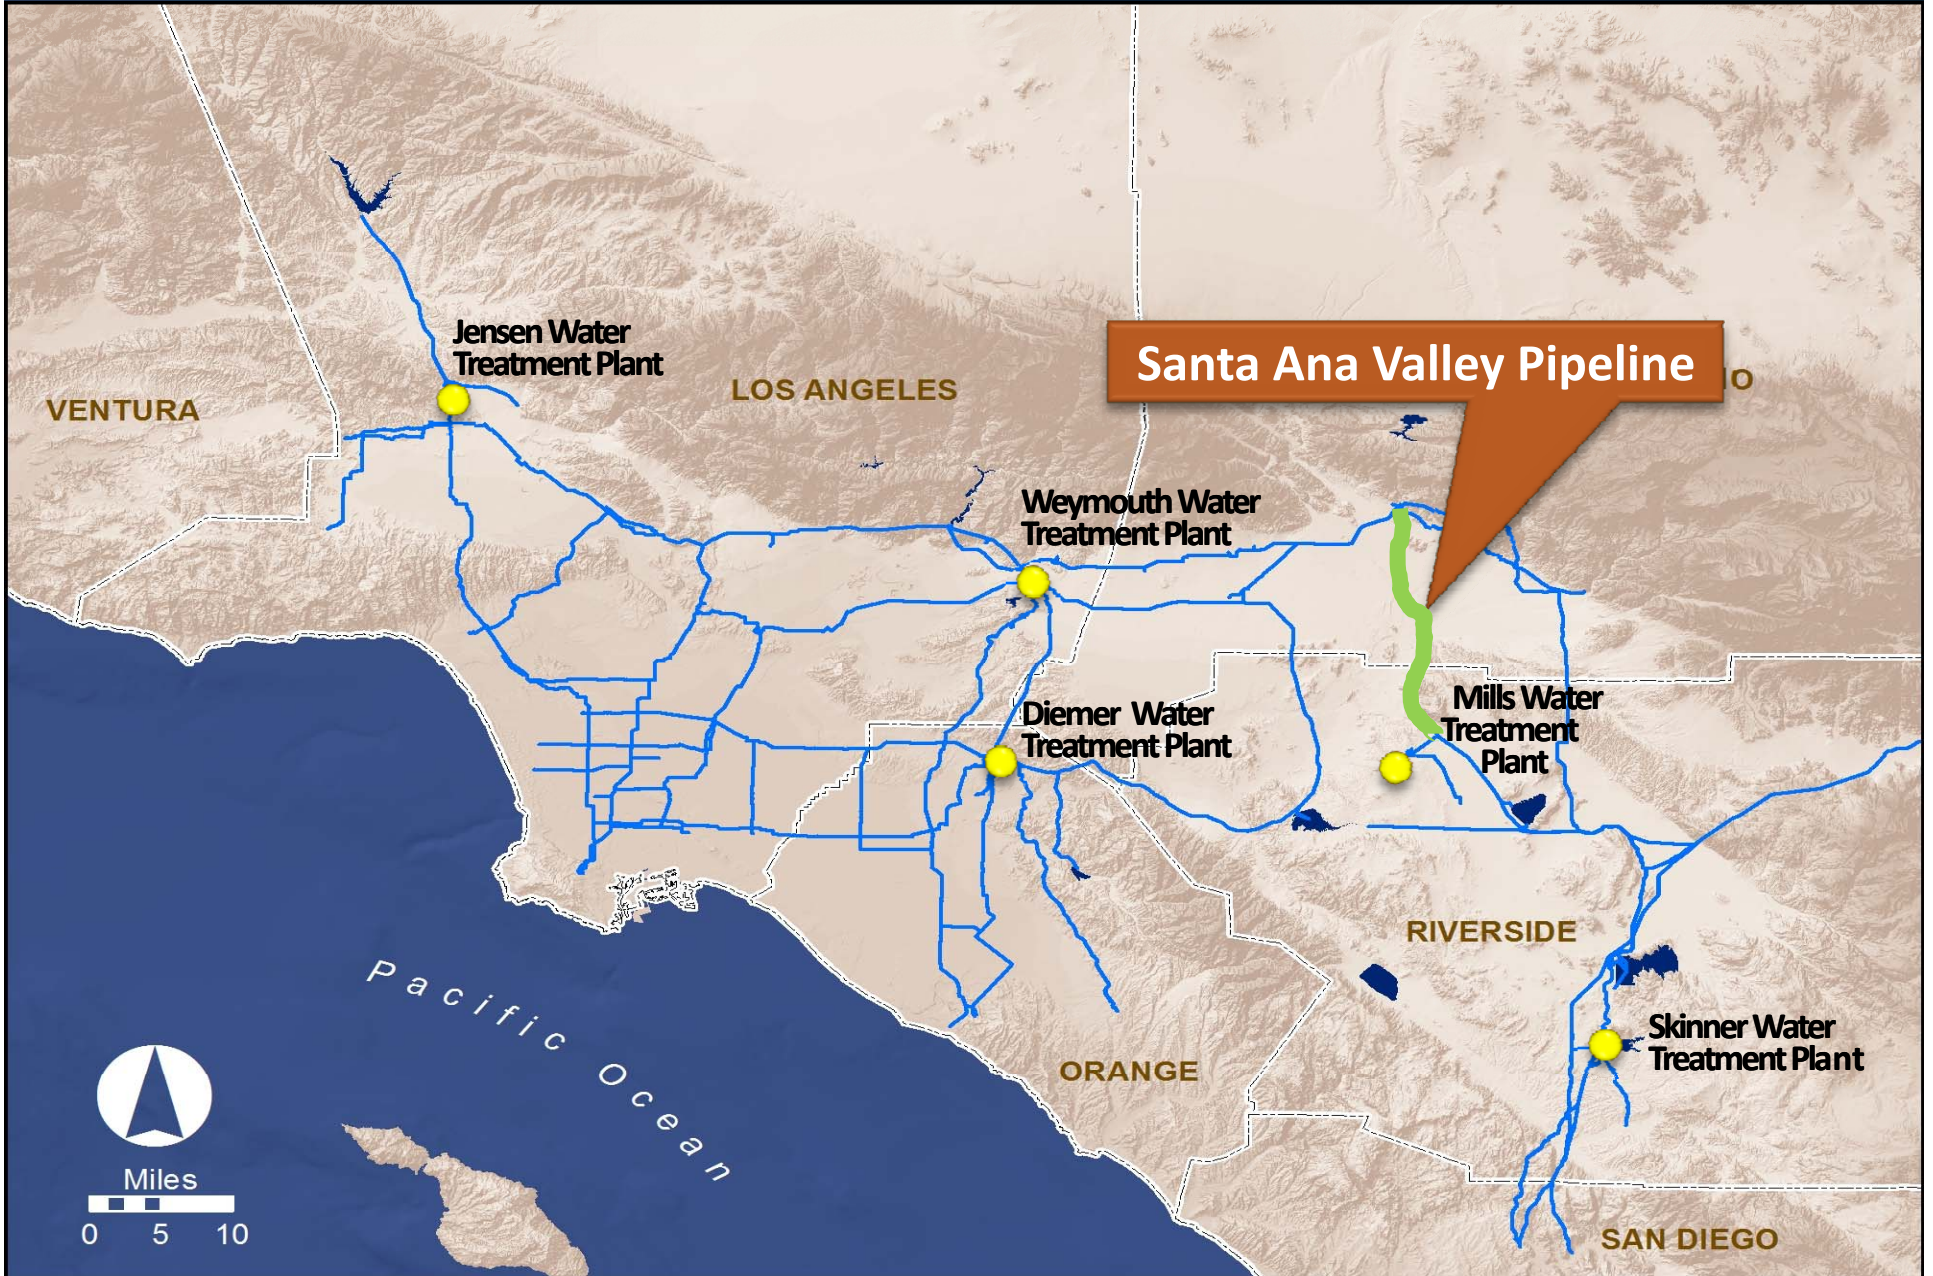 Jensen Water
Treatment Plant
VENTURA
LOS ANGELES
Santa Ana Valley Pipeline
Weymouth Water
Treatment Plant
Mills Water
Treatment
Plant
Diemer Water
Treatment Plant
RIVERSIDE
Pacific Ocean
Skinner Water
Treatment Plant
ORANGE
Miles
0 5 10
SAN DIEGO